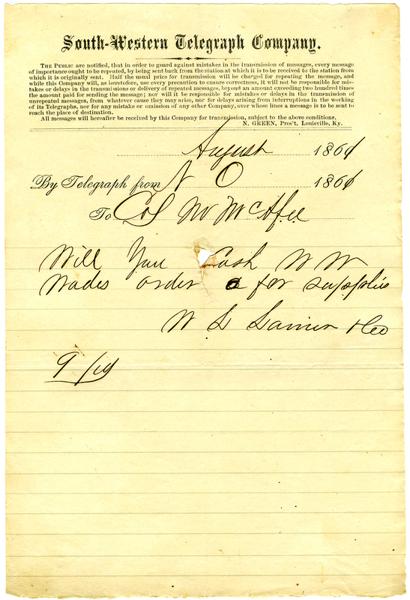 South-Western Telegraph Company.
THE PUBLIC are notified, that in order to guard against mistakes in the transmission of messages, every message
of importance ought to be repeated, by being sent back from the station at which it is to be received to the station from
which it is originally sent. Half the usual price for transmission will be charged for repeating the message, and
while this Company will, as heretofore, use every precaution to ensure correctness, it will not be responsible for mis-
takes or delays in the transmissions or delivery of repeated messages, beyond an amount exceeding two hundred times
the amount paid for sending the message; nor will it be responsible for mistakes or delays in the transmission of
unrepeated messages, from whatever cause they may arise, nor for delays arising from interruptions in the working
of its Telegraphs, nor for any mistake or omission of any other Company, over whose lines a message is to be sent to
reach the place of destination.
All messages will hereafter be received by this Company for transmission, subject to the above conditions.
N. GREEN, Pres't, Louisville, Ky.
August 1864
By Telegraph from N O 1866
To Col McAfee
Will You Cash W W
Wades order for supplies
W L Lanier & Co
9/19